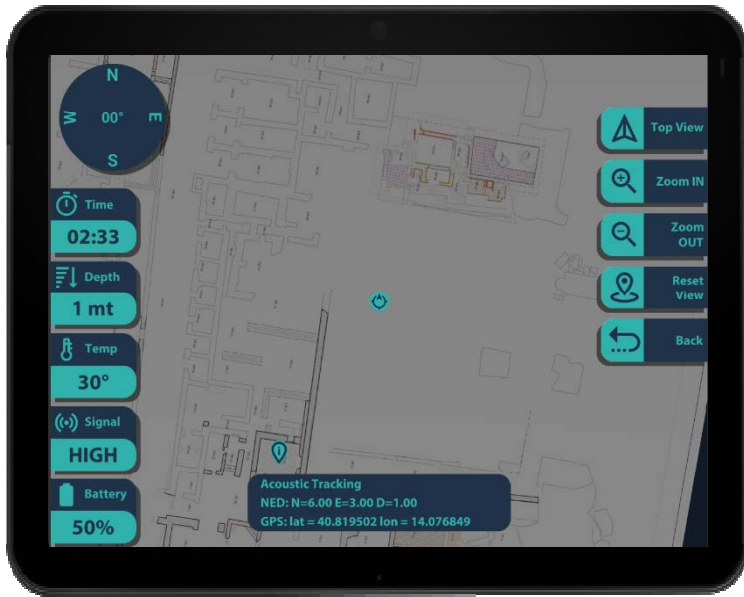 N
W
00°
E
S
Time
02:33
Depth
1 mt
Temp
30°
Signal
HIGH
Battery
50%
Top View
Zoom IN
Zoom
OUT
Reset
View
Back
i
Acoustic Tracking
NED: N=6.00 E=3.00 D=1.00
GPS: lat = 40.819502 lon = 14.076849